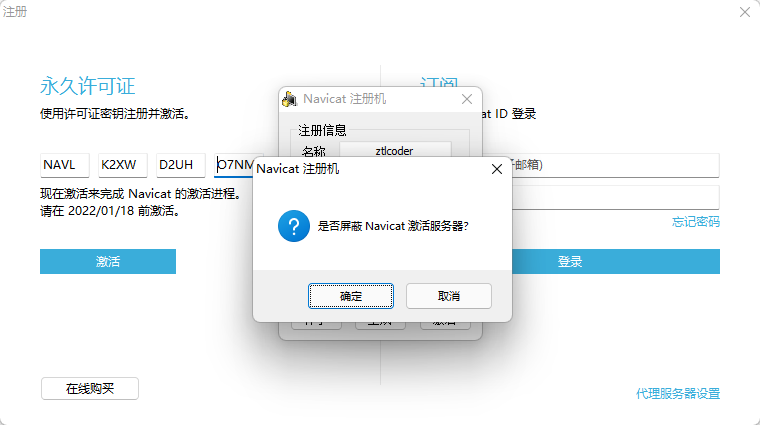 注册
永久许可证
使用许可证密钥注册并激活。
NAVL K2XW D2UH O7NM
现在激活来完成 Navicat 的激活进程。
请在 2022/01/18 前激活。
激活
在线购买
订阅
at ID 登录
子邮箱)
忘记密码
登录
代理服务器设置
Navicat 注册机
注册信息
名称 ztlcoder
Navicat 注册机
是否屏蔽 Navicat 激活服务器?
确定 取消